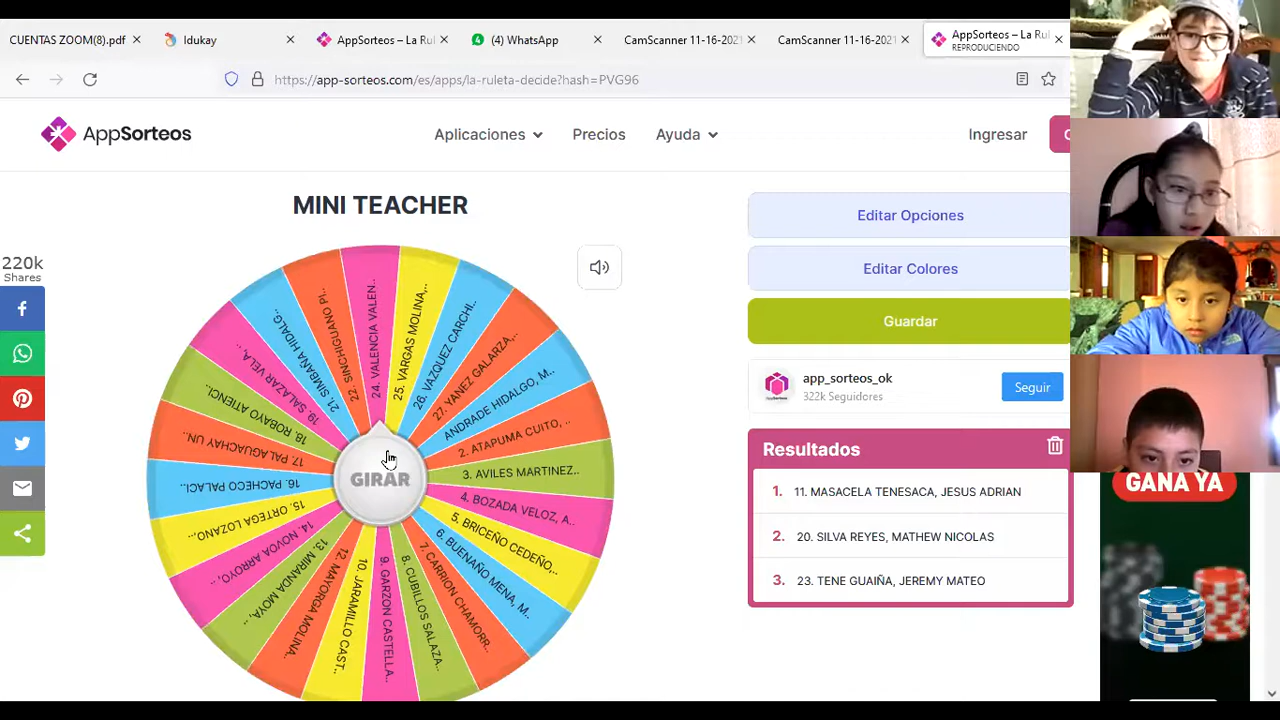 CUENTAS ZOOM(8).pdf
Idukay
AppSorteos – La Rul
4
(4) WhatsApp
CamScanner 11-16-2021
CamScanner 11-16-2021
AppSorteos – La Rul
REPRODUCIENDO
https://app-sorteos.com/es/apps/la-ruleta-decide?hash=PVG96
AppSorteos
Aplicaciones
Precios
Ayuda
Ingresar
MINI TEACHER
220k
Shares
GIRAR
24. VALENCIA VALEN..
25. VARGAS MOLINA,..
26. VAZQUEZ CARCHI..
27. YANEZ GALARZA,..
ANDRADE HIDALGO, M..
2. ATAPUMA CUITO, ..
3. AVILES MARTINEZ..
4. BOZADA VELOZ, A..
5. BRICEÑO CEDEÑO,..
6. BUENAÑO MENA, M..
7. CARRION CHAMORR..
8. CUBILLOS SALAZA..
9. GARZON CASTELLA..
10. JARAMILLO CAST..
12. MAYORGA MOLINA..
13. MIRANDA MOYA, ..
14. NOVOA ARROYO, ..
15. ORTEGA LOZANO..
16. PACHECO PALACI..
17. PALAGUACHAY UN..
18. ROBAYO ATIENCI..
19. SALAZAR VELA, ..
21. SIMBAÑA HIDALG..
22. SINCHIGUANO PI..
Editar Opciones
Editar Colores
Guardar
app_sorteos_ok
322k Seguidores
Seguir
Resultados
1. 11. MASACELA TENESACA, JESUS ADRIAN
2. 20. SILVA REYES, MATHEW NICOLAS
3. 23. TENE GUAIÑA, JEREMY MATEO
GANA YA